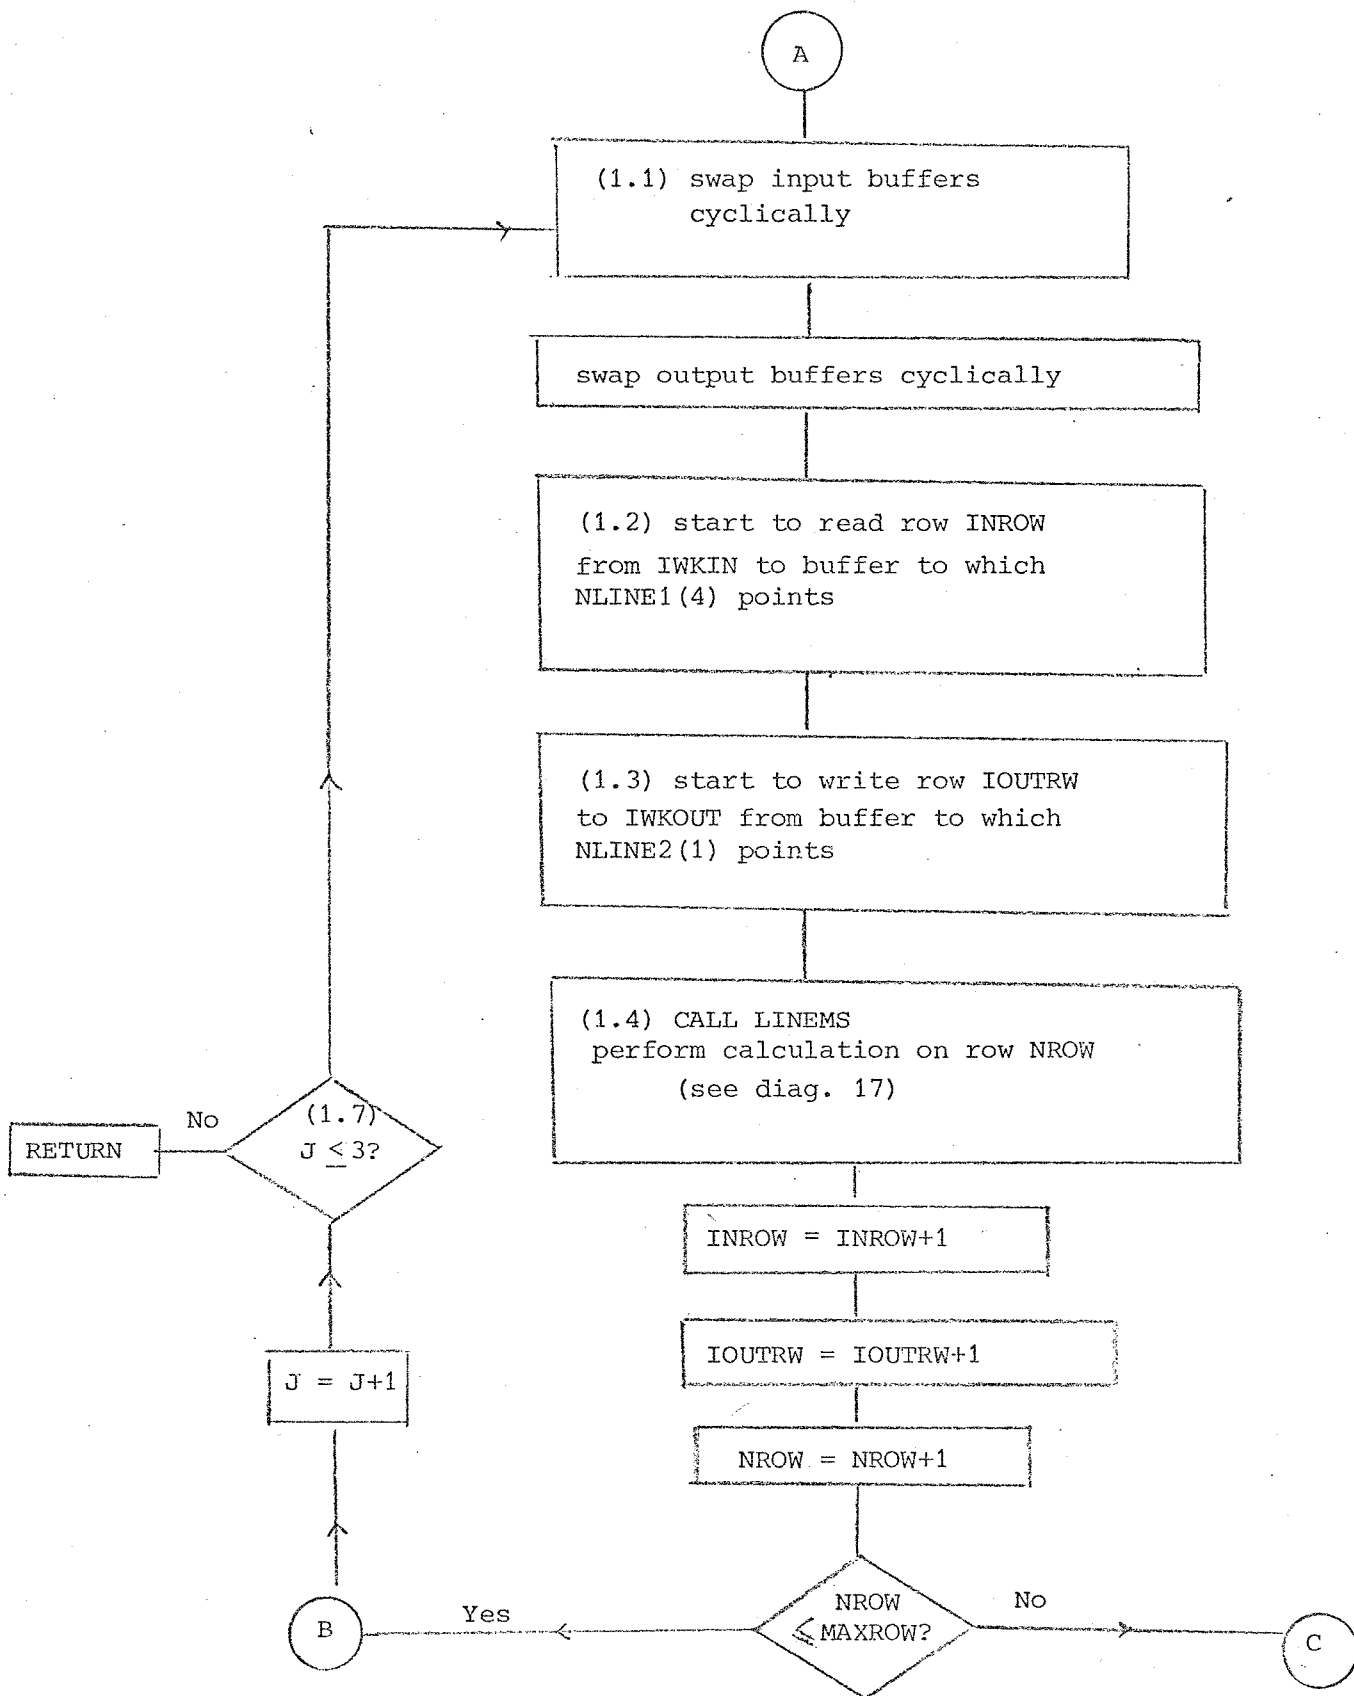 A
(1.1) swap input buffers
cyclically
swap output buffers cyclically
(1.2) start to read row INROW
from IWKIN to buffer to which
NLINE1(4) points
(1.3) start to write row IOUTRW
to IWKOUT from buffer to which
NLINE2(1) points
(1.4) CALL LINEMS
perform calculation on row NROW
(see diag. 17)
INROW = INROW+1
IOUTRW = IOUTRW+1
NROW = NROW+1
NROW
≤ MAXROW?
No
C
Yes
B
J = J+1
(1.7)
J ≤ 3?
No
RETURN